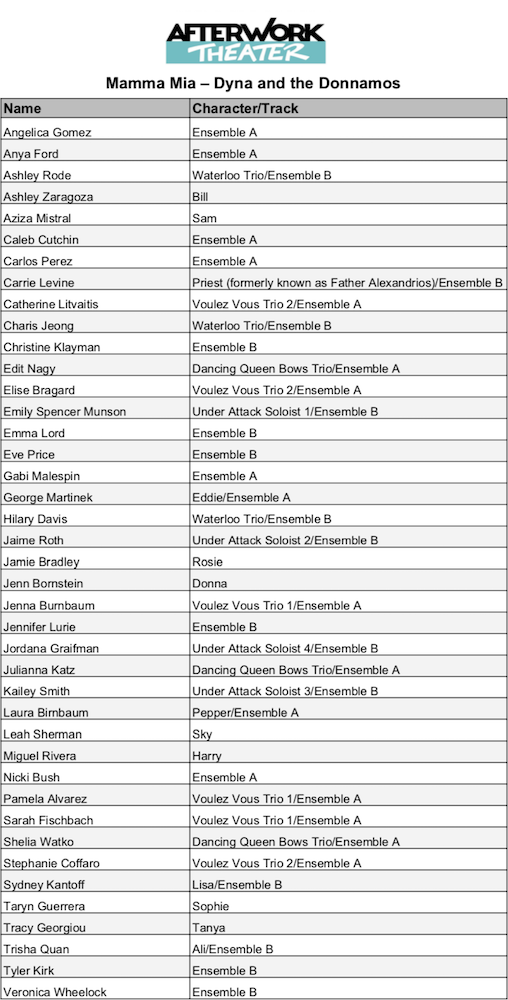 AFTERWORK
THEATER
Mamma Mia – Dyna and the Donnamos
Name Character/Track
Angelica Gomez Ensemble A
Anya Ford Ensemble A
Ashley Rode Waterloo Trio/Ensemble B
Ashley Zaragoza Bill
Aziza Mistral Sam
Caleb Cutchin Ensemble A
Carlos Perez Ensemble A
Carrie Levine Priest (formerly known as Father Alexandrios)/Ensemble B
Catherine Litvaitis Voulez Vous Trio 2/Ensemble A
Charis Jeong Waterloo Trio/Ensemble B
Christine Klayman Ensemble B
Edit Nagy Dancing Queen Bows Trio/Ensemble A
Elise Bragard Voulez Vous Trio 2/Ensemble A
Emily Spencer Munson Under Attack Soloist 1/Ensemble B
Emma Lord Ensemble B
Eve Price Ensemble B
Gabi Malespin Ensemble A
George Martinek Eddie/Ensemble A
Hilary Davis Waterloo Trio/Ensemble B
Jaime Roth Under Attack Soloist 2/Ensemble B
Jamie Bradley Rosie
Jenn Bornstein Donna
Jenna Burnbaum Voulez Vous Trio 1/Ensemble A
Jennifer Lurie Ensemble B
Jordana Graifman Under Attack Soloist 4/Ensemble B
Julianna Katz Dancing Queen Bows Trio/Ensemble A
Kailey Smith Under Attack Soloist 3/Ensemble B
Laura Birnbaum Pepper/Ensemble A
Leah Sherman Sky
Miguel Rivera Harry
Nicki Bush Ensemble A
Pamela Alvarez Voulez Vous Trio 1/Ensemble A
Sarah Fischbach Voulez Vous Trio 1/Ensemble A
Shelia Watko Dancing Queen Bows Trio/Ensemble A
Stephanie Coffaro Voulez Vous Trio 2/Ensemble A
Sydney Kantoff Lisa/Ensemble B
Taryn Guerrera Sophie
Tracy Georgiou Tanya
Trisha Quan Ali/Ensemble B
Tyler Kirk Ensemble B
Veronica Wheelock Ensemble B